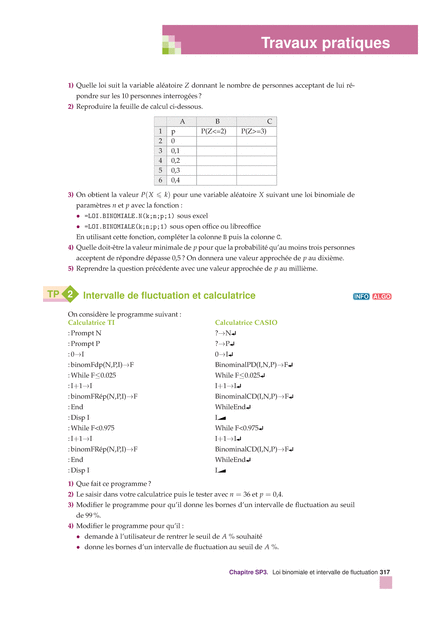 Travaux pratiques
1) Quelle loi suit la variable aléatoire Z donnant le nombre de personnes acceptant de lui ré-
pondre sur les 10 personnes interrogées ?
2) Reproduire la feuille de calcul ci-dessous.
A B C
1 p P(Z<=2) P(Z>=3)
2 0
3 0,1
4 0,2
5 0,3
6 0,4
3) On obtient la valeur P(X ⩽ k) pour une variable aléatoire X suivant une loi binomiale de
paramètres n et p avec la fonction :
◆ =LOI.BINOMIALE.N(k;n;p;1) sous excel
◆ =LOI.BINOMIALE(k;n;p;1) sous open office ou libreoffice
En utilisant cette fonction, compléter la colonne B puis la colonne C.
4) Quelle doit-être la valeur minimale de p pour que la probabilité qu'au moins trois personnes
acceptent de répondre dépasse 0,5 ? On donnera une valeur approchée de p au dixième.
5) Reprendre la question précédente avec une valeur approchée de p au millième.
TP 2 Intervalle de fluctuation et calculatrice INFO ALGO
On considère le programme suivant :
Calculatrice TI Calculatrice CASIO
:Prompt N ?→N↵
:Prompt P ?→P↵
:0→I 0→I↵
:binomFdp(N,P,I)→F BinominalPD(I,N,P)→F↵
:While F≤0.025 While F≤0.025↵
:I+1→I I+1→I↵
:binomFRép(N,P,I)→F BinominalCD(I,N,P)→F↵
:End WhileEnd↵
:Disp I I◢
:While F<0.975 While F<0.975↵
:I+1→I I+1→I↵
:binomFRép(N,P,I)→F BinominalCD(I,N,P)→F↵
:End WhileEnd↵
:Disp I I◢
1) Que fait ce programme ?
2) Le saisir dans votre calculatrice puis le tester avec n = 36 et p = 0,4.
3) Modifier le programme pour qu'il donne les bornes d'un intervalle de fluctuation au seuil
de 99 %.
4) Modifier le programme pour qu'il :
◆ demande à l'utilisateur de rentrer le seuil de A % souhaité
◆ donne les bornes d'un intervalle de fluctuation au seuil de A %.
Chapitre SP3. Loi binomiale et intervalle de fluctuation 317